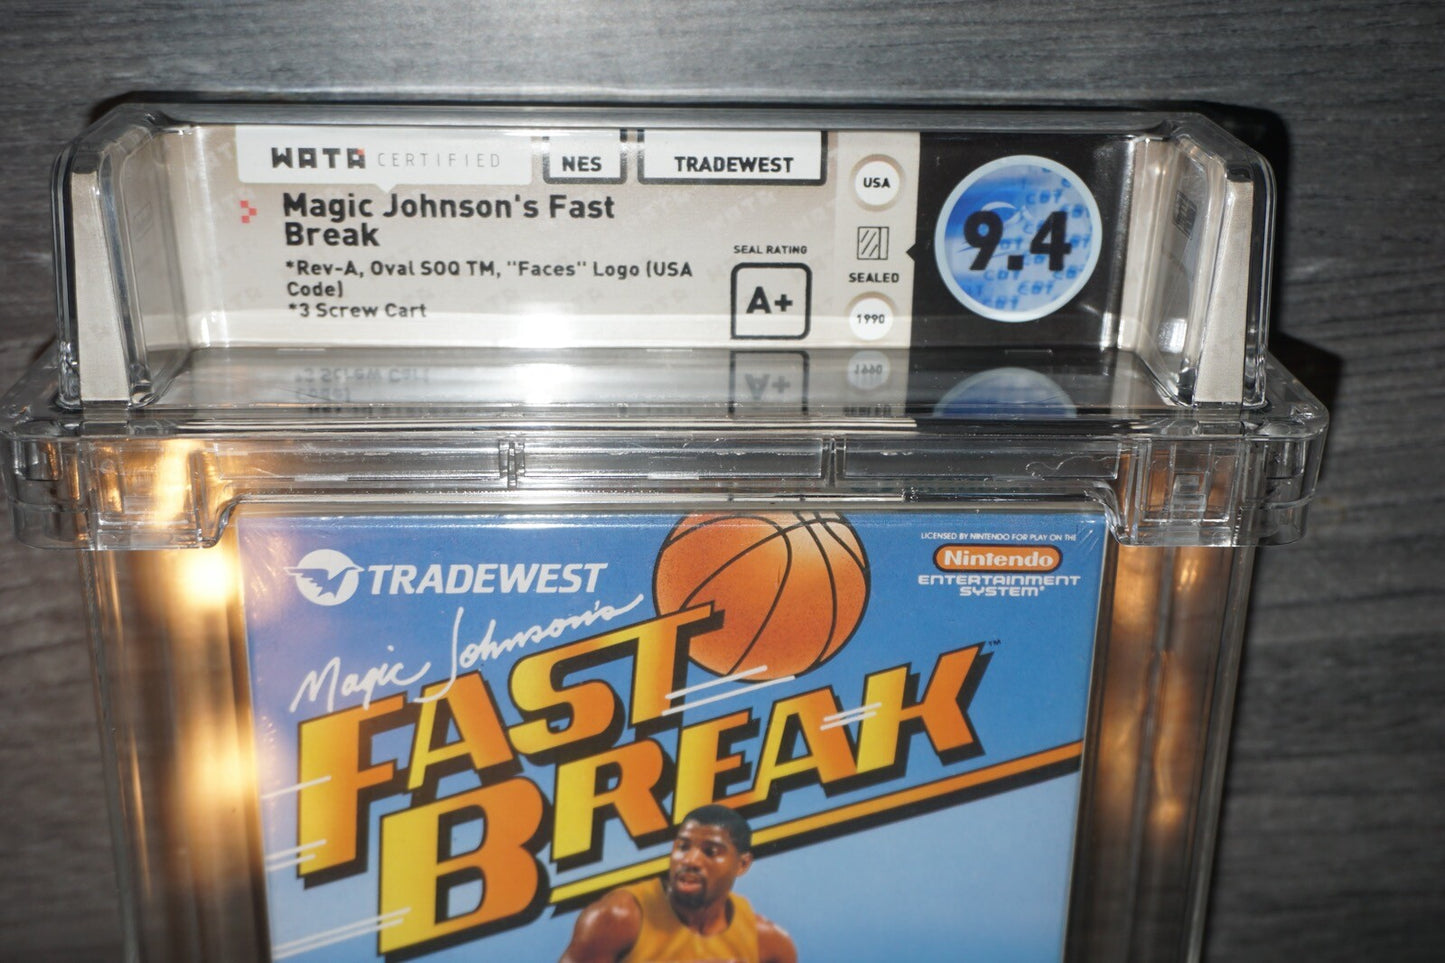 WATA CERTIFIED
NES
TRADEWEST
Magic Johnson's Fast
Break
*Rev-A, Oval SOQ TM, "Faces" Logo (USA
Code)
*3 Screw Cart
SEAL RATING
A+
USA
SEALED
1990
9.4
TRADEWEST
LICENSED BY NINTENDO FOR PLAY ON THE
Nintendo
ENTERTAINMENT
SYSTEM®
Magic Johnson's
FAST
BREAK™